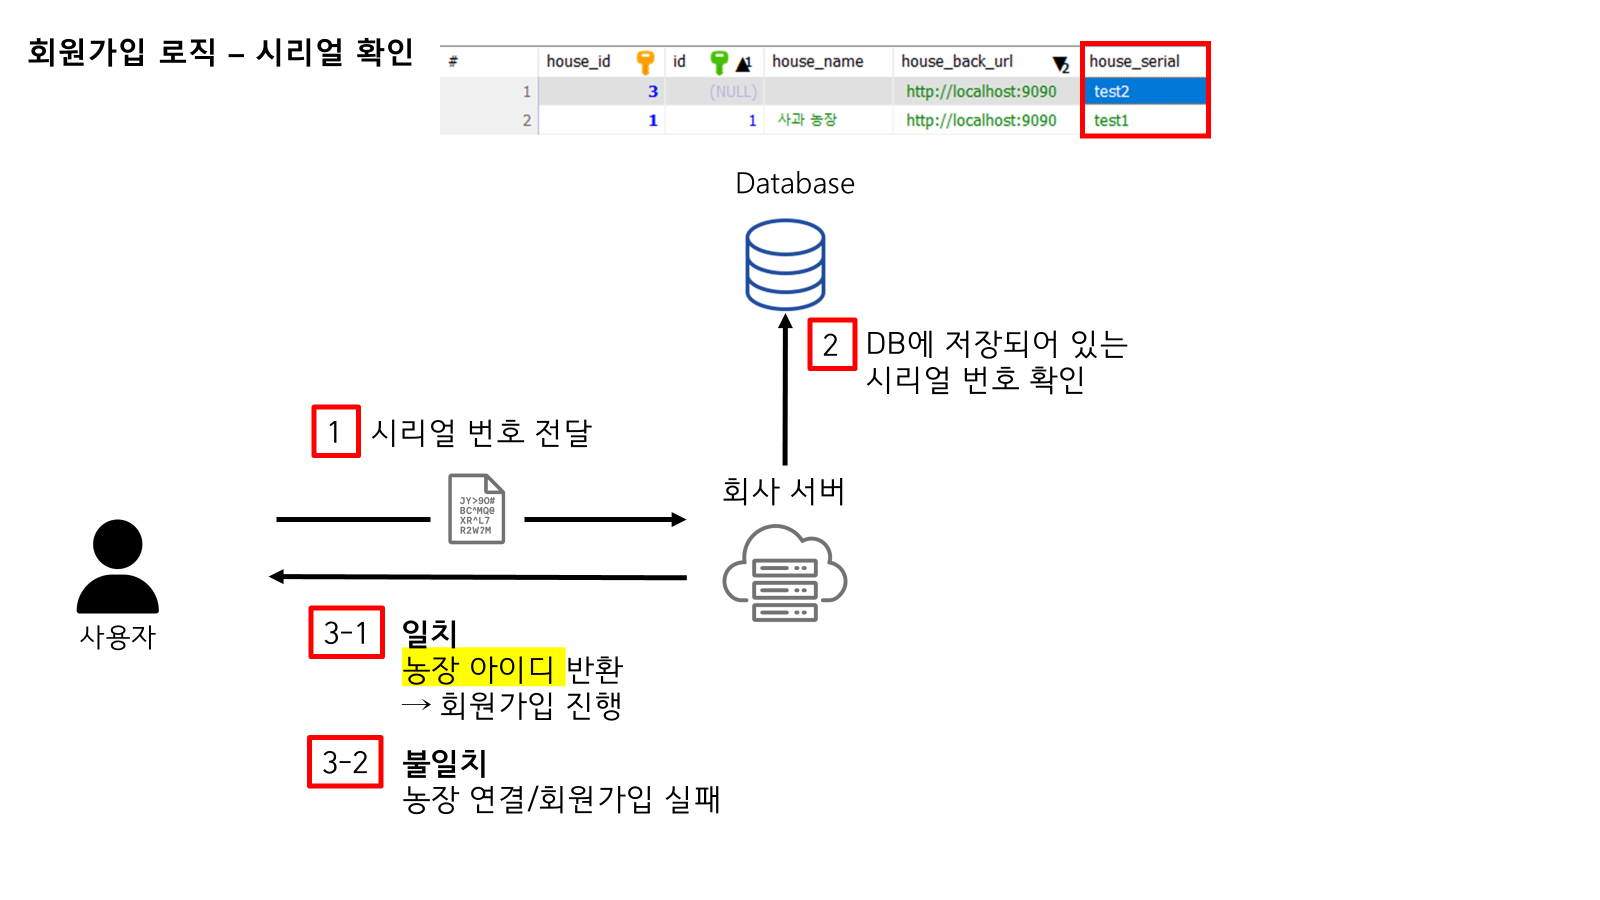 회원가입 로직 – 시리얼 확인
# house_id id 1 house_name house_back_url 2 house_serial
1 3 (NULL) http://localhost:9090 test2
2 1 1 사과 농장 http://localhost:9090 test1
Database
2 DB에 저장되어 있는
시리얼 번호 확인
1 시리얼 번호 전달
회사 서버
JY>90#
BC^MQ@
XR^L7
R2W?M
사용자
3-1 일치
농장 아이디 반환
→ 회원가입 진행
3-2 불일치
농장 연결/회원가입 실패